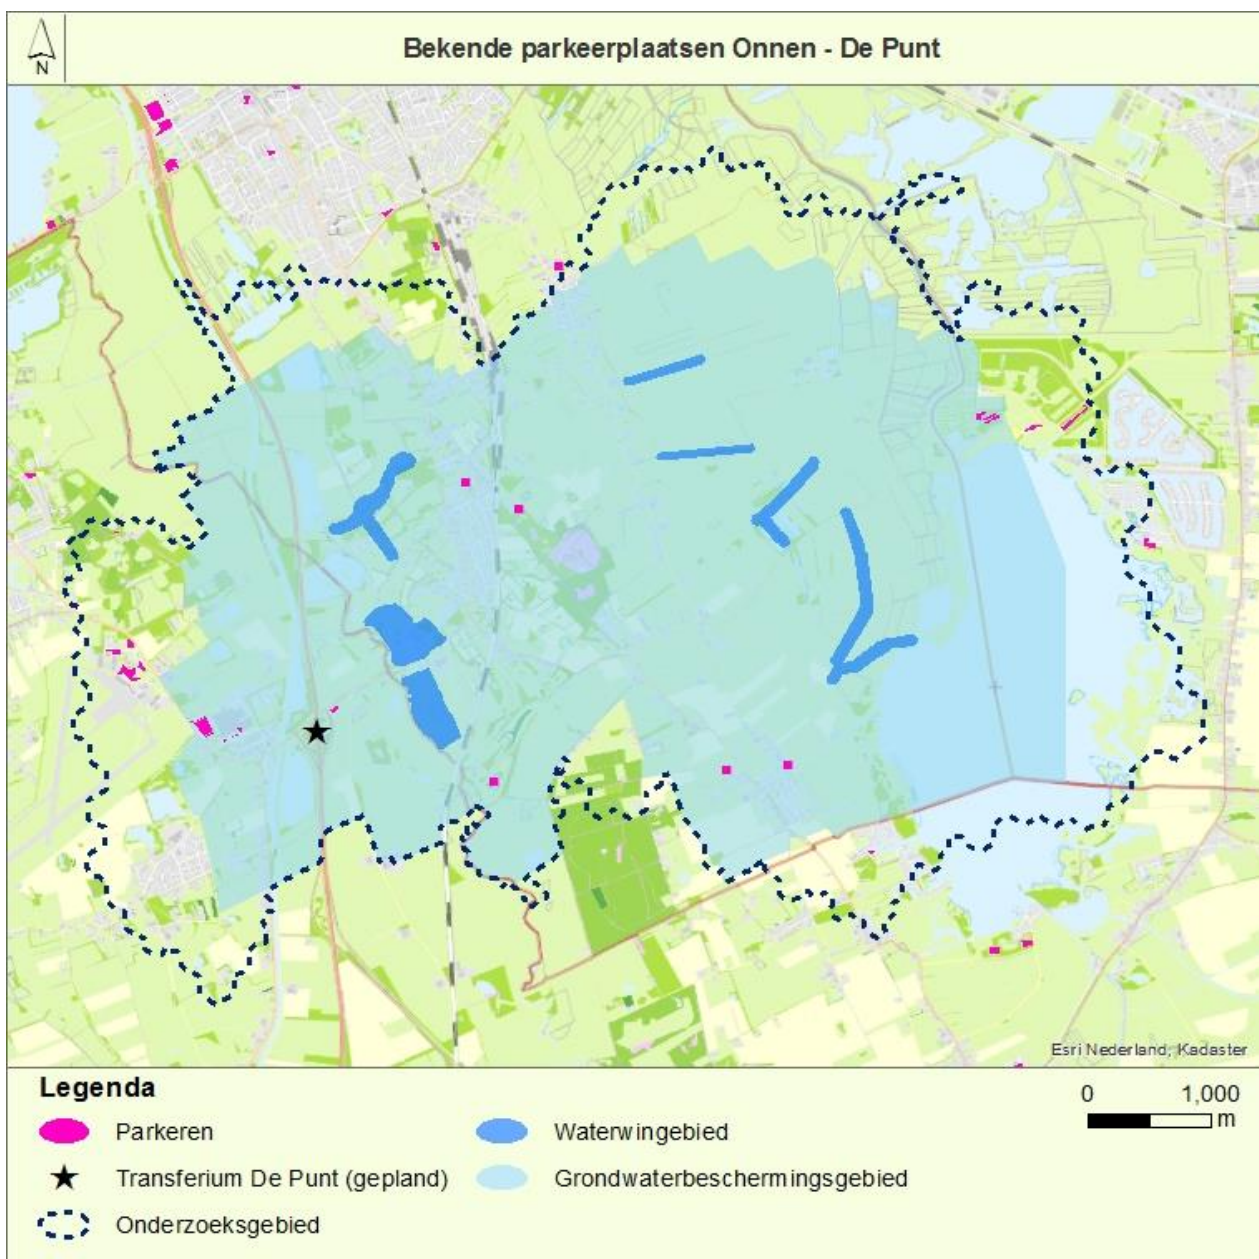 N
Bekende parkeerplaatsen Onnen - De Punt
Esri Nederland, Kadaster
Legenda
Parkeren
Transferium De Punt (gepland)
Onderzoeksgebied
Waterwingebied
Grondwaterbeschermingsgebied
0 1,000
m